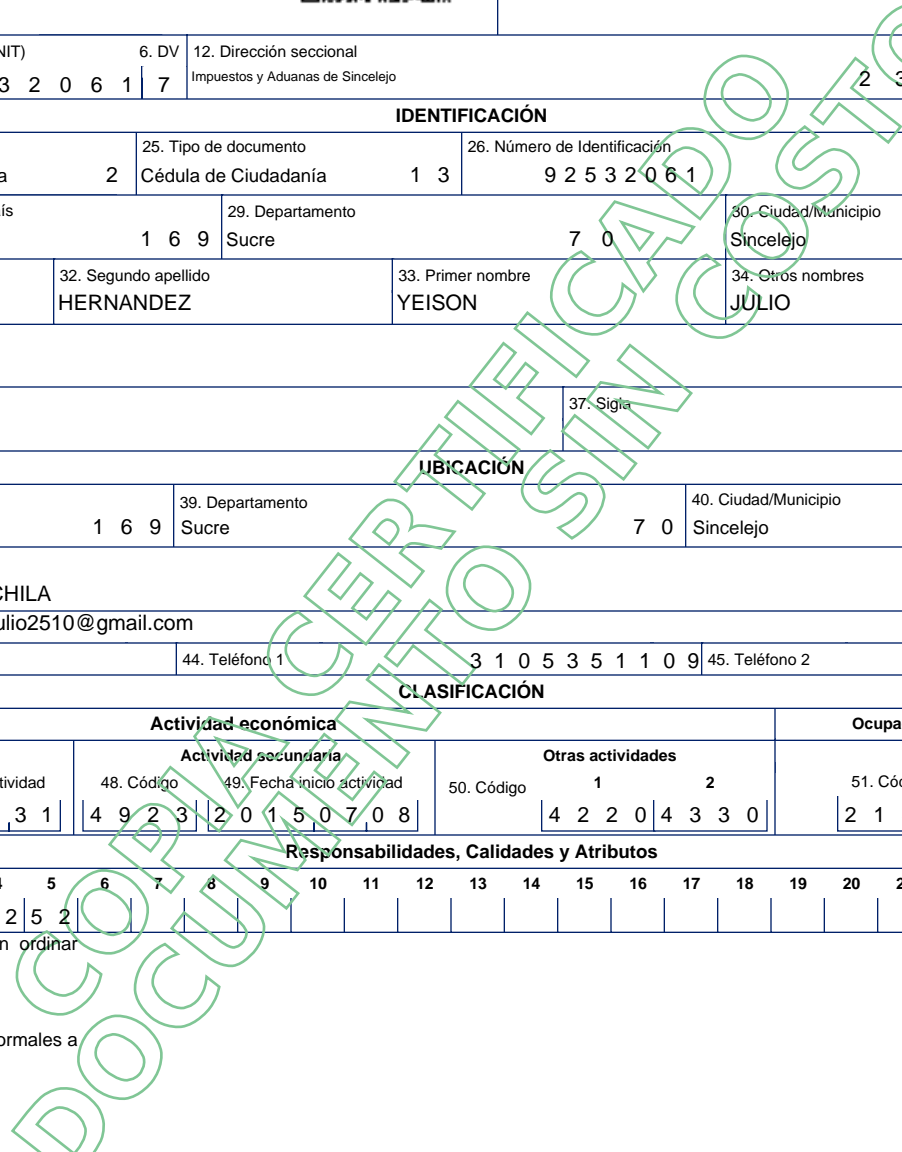 NIT) 6. DV 12. Dirección seccional
3 2 0 6 1 7 Impuestos y Aduanas de Sincelejo 2 3
IDENTIFICACIÓN
25. Tipo de documento 26. Número de Identificación
a 2 Cédula de Ciudadanía 1 3 9 2 5 3 2 0 6 1
ís 29. Departamento 30. Ciudad/Municipio
1 6 9 Sucre 7 0 Sincelejo
32. Segundo apellido 33. Primer nombre 34. Otros nombres
HERNANDEZ YEISON JULIO
37. Sigla
UBICACIÓN
39. Departamento 40. Ciudad/Municipio
1 6 9 Sucre 7 0 Sincelejo
CHILA
ulio2510@gmail.com
44. Teléfono 1 3 1 0 5 3 5 1 1 0 9 45. Teléfono 2
CLASIFICACIÓN
Actividad económica Ocupa
Actividad secundaria Otras actividades
tividad 48. Código 49. Fecha inicio actividad 50. Código 1 2 51. Cód
3 1 4 9 2 3 2 0 1 5 0 7 0 8 4 2 2 0 4 3 3 0 2 1
Responsabilidades, Calidades y Atributos
4 5 6 7 8 9 10 11 12 13 14 15 16 17 18 19 20 2
2 5 2
n ordinar
ormales a
COPIA CERTIFICADO
DOCUMENTO SIN COSTO